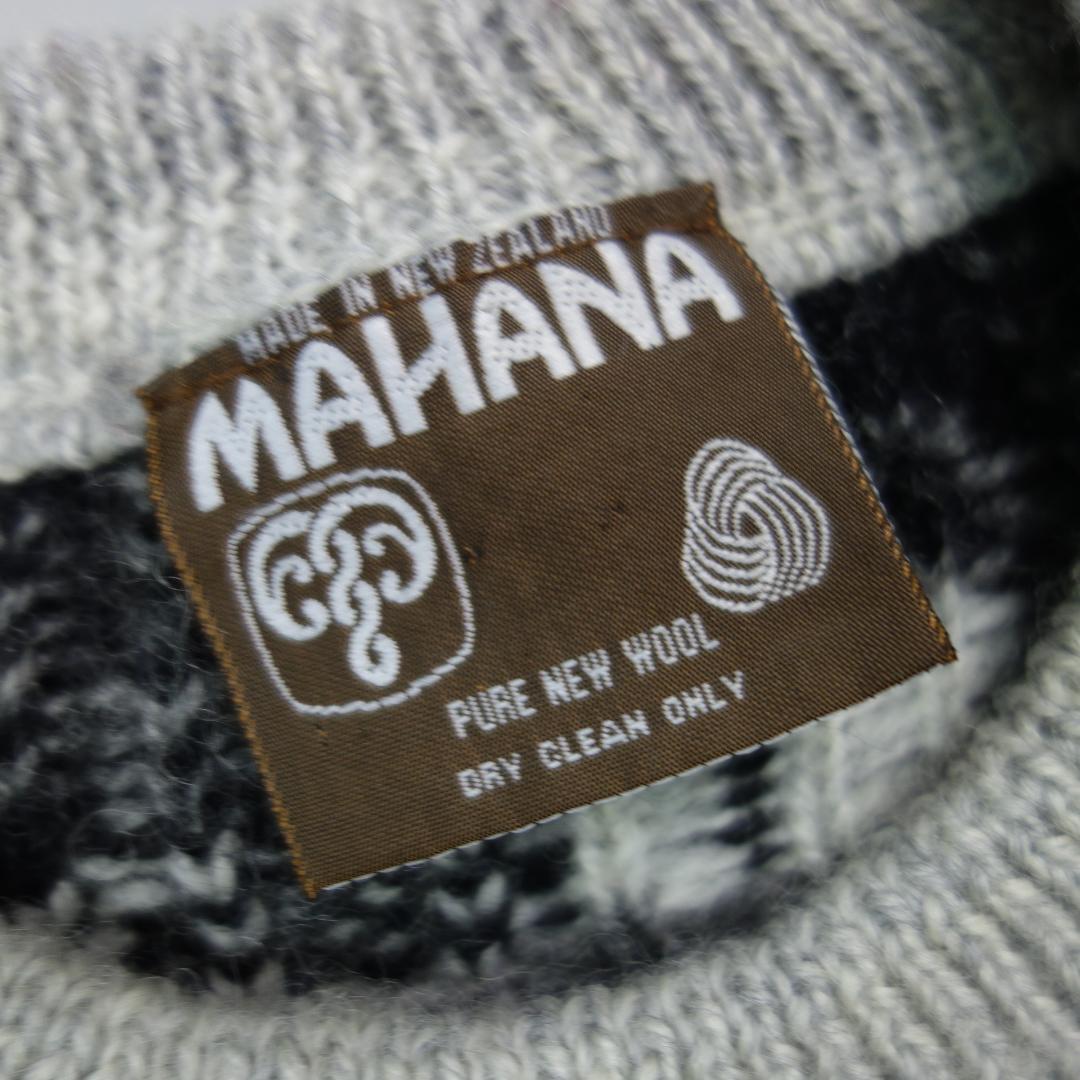 MADE IN NEW ZEALAND
MAHANA
PURE NEW WOOL
DRY CLEAN ONLY